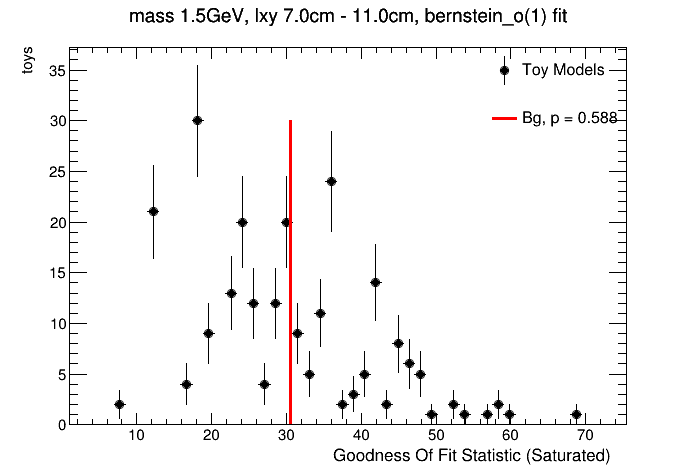 mass 1.5GeV, lxy 7.0cm - 11.0cm, bernstein_o(1) fit
toys
35
30
25
20
15
10
5
0
Toy Models
Bg, p = 0.588
10 20 30 40 50 60 70
Goodness Of Fit Statistic (Saturated)